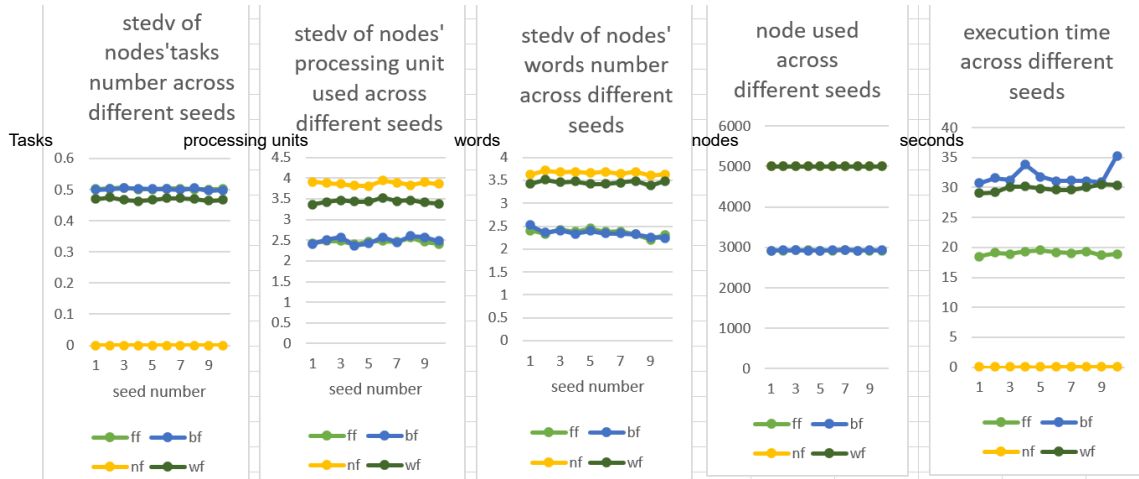 stedv of
nodes'tasks
number across
different seeds
Tasks
0.6
0.5
0.4
0.3
0.2
0.1
0
1 3 5 7 9
seed number
ff bf
nf wf
stedv of nodes'
processing unit
used across
different seeds
processing units
4.5
4
3.5
3
2.5
2
1.5
1
0.5
0
1 3 5 7 9
seed number
ff bf
nf wf
stedv of nodes'
words number
across different
seeds
words
4
3.5
3
2.5
2
1.5
1
0.5
0
1 3 5 7 9
seed number
ff bf
nf wf
node used
across
different seeds
nodes
6000
5000
4000
3000
2000
1000
0
1 3 5 7 9
ff bf
nf wf
execution time
across different
seeds
seconds
40
35
30
25
20
15
10
5
0
1 3 5 7 9
ff bf
nf wf